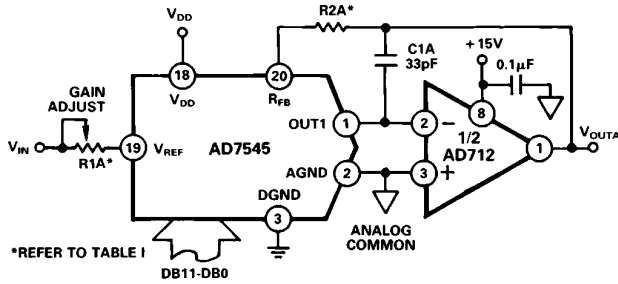 R2A*
VDD
C1A
33pF
+15V
0.1µF
18
VDD
20
RFB
8
GAIN
ADJUST
VIN
R1A*
19
VREF
AD7545
OUT1
1
2
−
1/2
AD712
1
VOUTA
AGND
2
3
+
DGND
3
ANALOG
COMMON
*REFER TO TABLE I
DB11-DB0